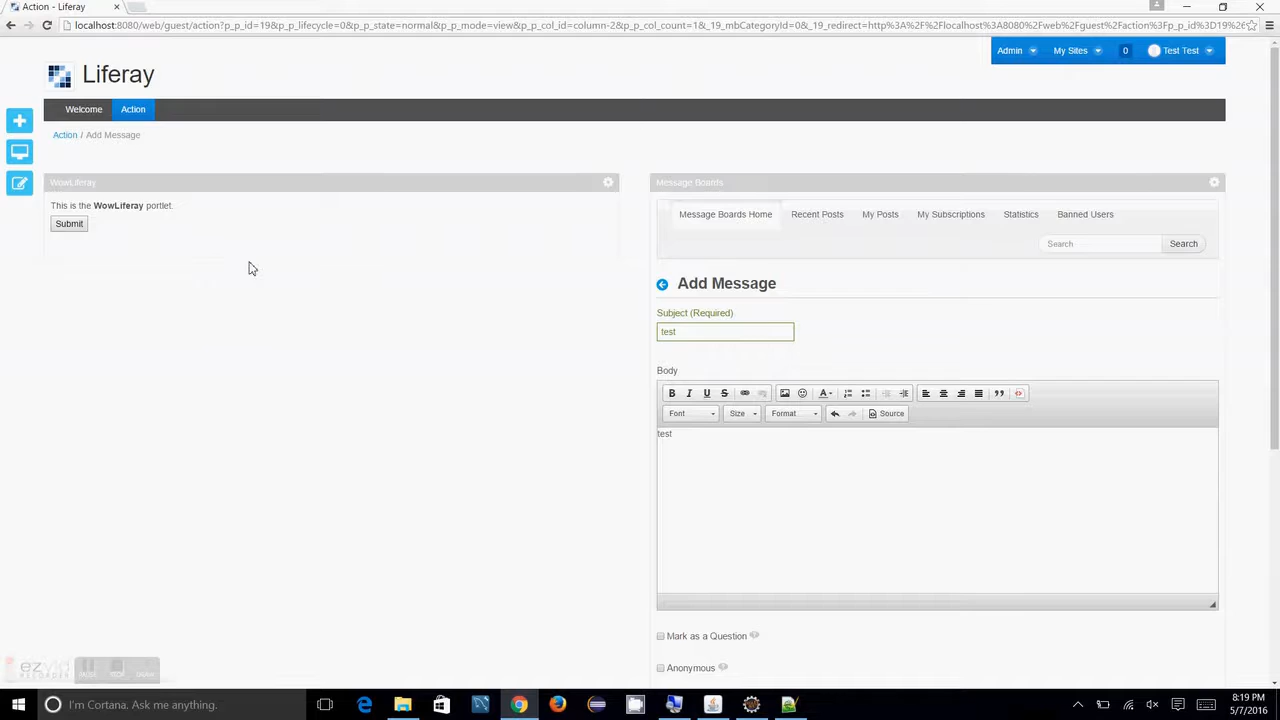 Action - Liferay
localhost:8080/web/guest/action?p_p_id=19&p_p_lifecycle=0&p_p_state=normal&p_p_mode=view&p_p_col_id=column-2&p_p_col_count=1&_19_mbCategoryId=0&_19_redirect=http%3A%2F%2Flocalhost%3A8080%2Fweb%2Fguest%2Faction%3Fp_p_id%3D19%26
Admin My Sites 0 Test Test
Liferay
Welcome Action
Action / Add Message
WowLiferay
This is the WowLiferay portlet.
Submit
Message Boards
Message Boards Home Recent Posts My Posts My Subscriptions Statistics Banned Users
Search Search
Add Message
Subject (Required)
test
Body
B I U S A
Font Size Format Source
test
Mark as a Question
Anonymous
ezvid
RECORDER
I'm Cortana. Ask me anything.
8:19 PM
5/7/2016